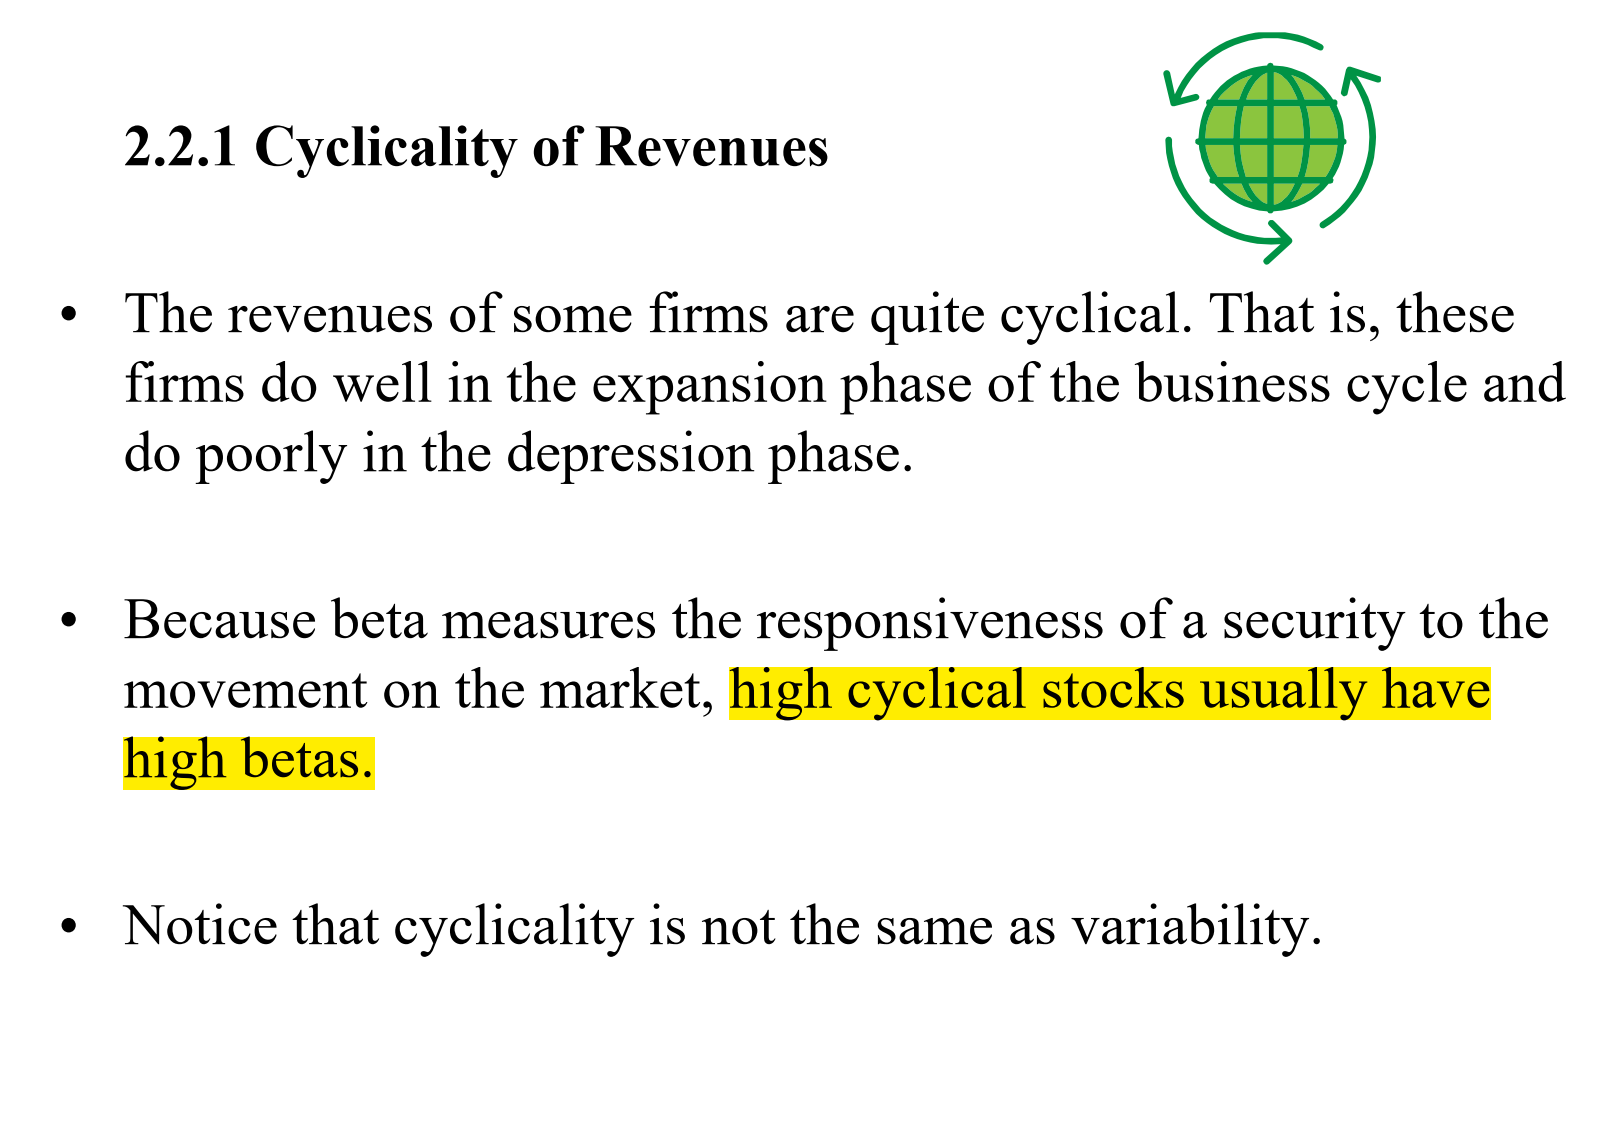 2.2.1 Cyclicality of Revenues
• The revenues of some firms are quite cyclical. That is, these
firms do well in the expansion phase of the business cycle and
do poorly in the depression phase.
• Because beta measures the responsiveness of a security to the
movement on the market, high cyclical stocks usually have
high betas.
• Notice that cyclicality is not the same as variability.